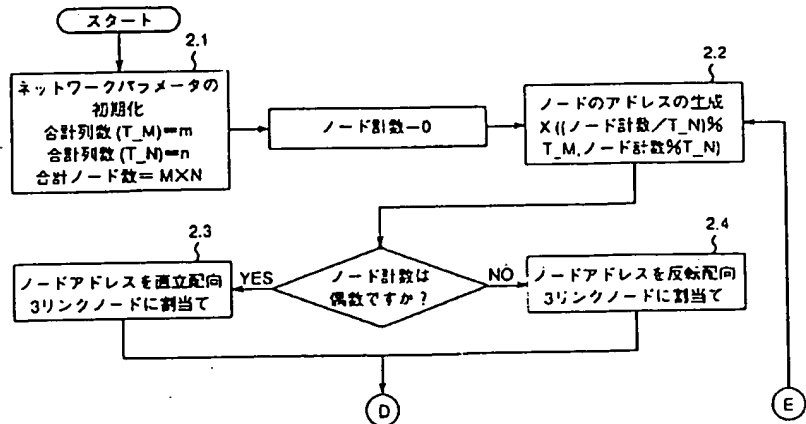 スタート
2.1
ネットワークパラメータの
初期化
合計列数(T_M)=m
合計列数(T_N)=n
合計ノード数=M×N
ノード計数=0
2.2
ノードのアドレスの生成
X((ノード計数/T_N)%
T_M,ノード計数%T_N)
ノード計数は
偶数ですか?
YES
NO
2.3
ノードアドレスを直立配向
3リンクノードに割当て
2.4
ノードアドレスを反転配向
3リンクノードに割当て
D
E